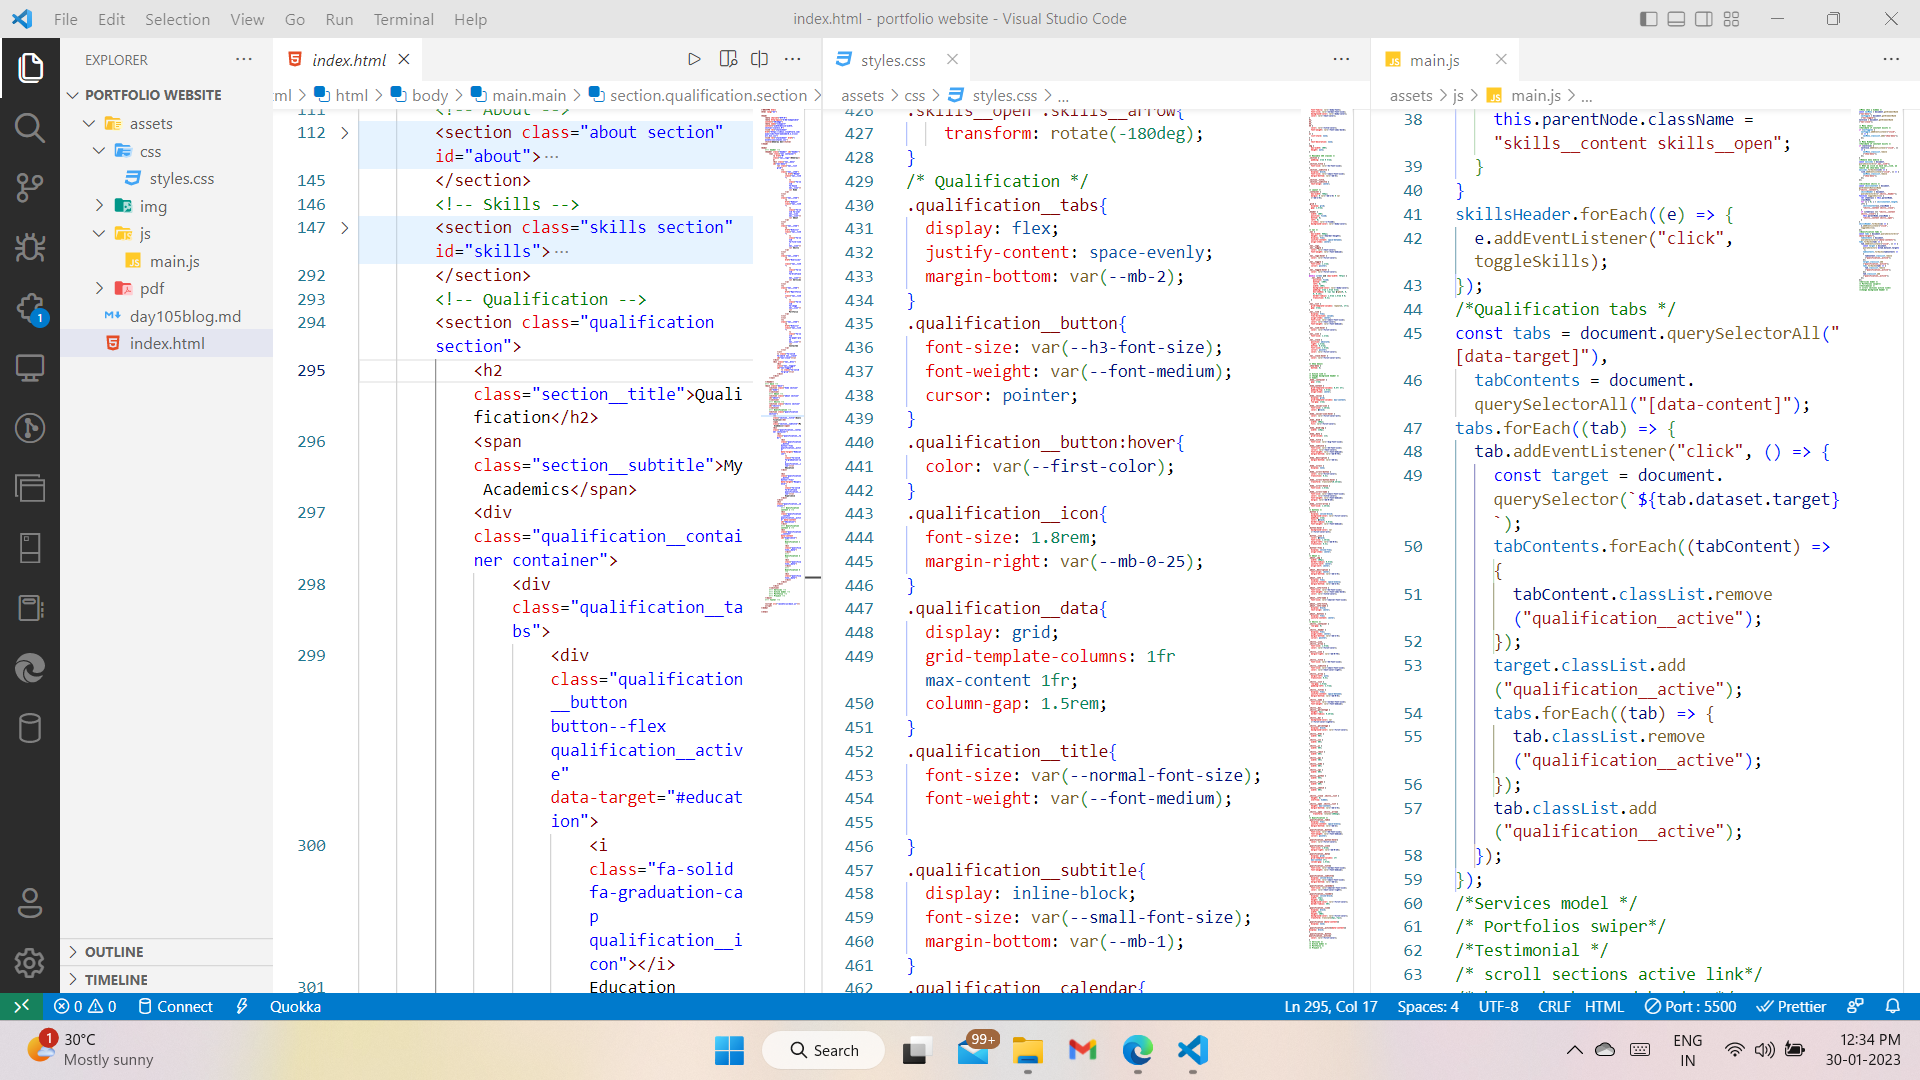 File Edit Selection View Go Run Terminal Help
index.html - portfolio website - Visual Studio Code
EXPLORER
PORTFOLIO WEBSITE
assets
css
styles.css
img
js
main.js
pdf
day105blog.md
index.html
OUTLINE
TIMELINE
index.html
html > body > main.main > section.qualification.section
111 <!-- About -->
112 <section class="about section"
id="about">
145 </section>
146 <!-- Skills -->
147 <section class="skills section"
id="skills">
292 </section>
293 <!-- Qualification -->
294 <section class="qualification
section">
295 <h2
class="section__title">Quali
fication</h2>
296 <span
class="section__subtitle">My
Academics</span>
297 <div
class="qualification__contai
ner container">
298 <div
class="qualification__ta
bs">
299 <div
class="qualification
__button
button--flex
qualification__activ
e"
data-target="#educat
ion">
300 <i
class="fa-solid
fa-graduation-ca
p
qualification__i
con"></i>
301 Education
styles.css
assets > css > styles.css > ...
426 .skills__open .skills__arrow{
427 transform: rotate(-180deg);
428 }
429 /* Qualification */
430 .qualification__tabs{
431 display: flex;
432 justify-content: space-evenly;
433 margin-bottom: var(--mb-2);
434 }
435 .qualification__button{
436 font-size: var(--h3-font-size);
437 font-weight: var(--font-medium);
438 cursor: pointer;
439 }
440 .qualification__button:hover{
441 color: var(--first-color);
442 }
443 .qualification__icon{
444 font-size: 1.8rem;
445 margin-right: var(--mb-0-25);
446 }
447 .qualification__data{
448 display: grid;
449 grid-template-columns: 1fr
max-content 1fr;
450 column-gap: 1.5rem;
451 }
452 .qualification__title{
453 font-size: var(--normal-font-size);
454 font-weight: var(--font-medium);
455
456 }
457 .qualification__subtitle{
458 display: inline-block;
459 font-size: var(--small-font-size);
460 margin-bottom: var(--mb-1);
461 }
462 .qualification__calendar{
main.js
assets > js > main.js > ...
38 this.parentNode.className =
"skills__content skills__open";
39 }
40 }
41 skillsHeader.forEach((e) => {
42 e.addEventListener("click",
toggleSkills);
43 });
44 /*Qualification tabs */
45 const tabs = document.querySelectorAll("
[data-target]"),
46 tabContents = document.
querySelectorAll("[data-content]");
47 tabs.forEach((tab) => {
48 tab.addEventListener("click", () => {
49 const target = document.
querySelector(`${tab.dataset.target}
`);
50 tabContents.forEach((tabContent) =>
{
51 tabContent.classList.remove
("qualification__active");
52 });
53 target.classList.add
("qualification__active");
54 tabs.forEach((tab) => {
55 tab.classList.remove
("qualification__active");
56 });
57 tab.classList.add
("qualification__active");
58 });
59 });
60 /*Services model */
61 /* Portfolios swiper*/
62 /*Testimonial */
63 /* scroll sections active link*/
0 0 Connect Quokka
Ln 295, Col 17 Spaces: 4 UTF-8 CRLF HTML Port : 5500 Prettier
1
30°C
Mostly sunny
Search
99+
ENG
IN
12:34 PM
30-01-2023